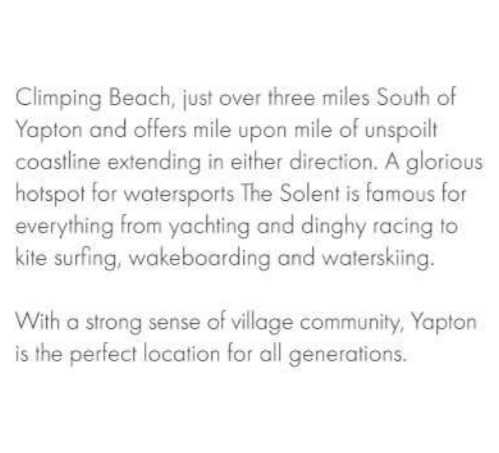 Climping Beach, just over three miles South of
Yapton and offers mile upon mile of unspoilt
coastline extending in either direction. A glorious
hotspot for watersports The Solent is famous for
everything from yachting and dinghy racing to
kite surfing, wakeboarding and waterskiing.
With a strong sense of village community, Yapton
is the perfect location for all generations.